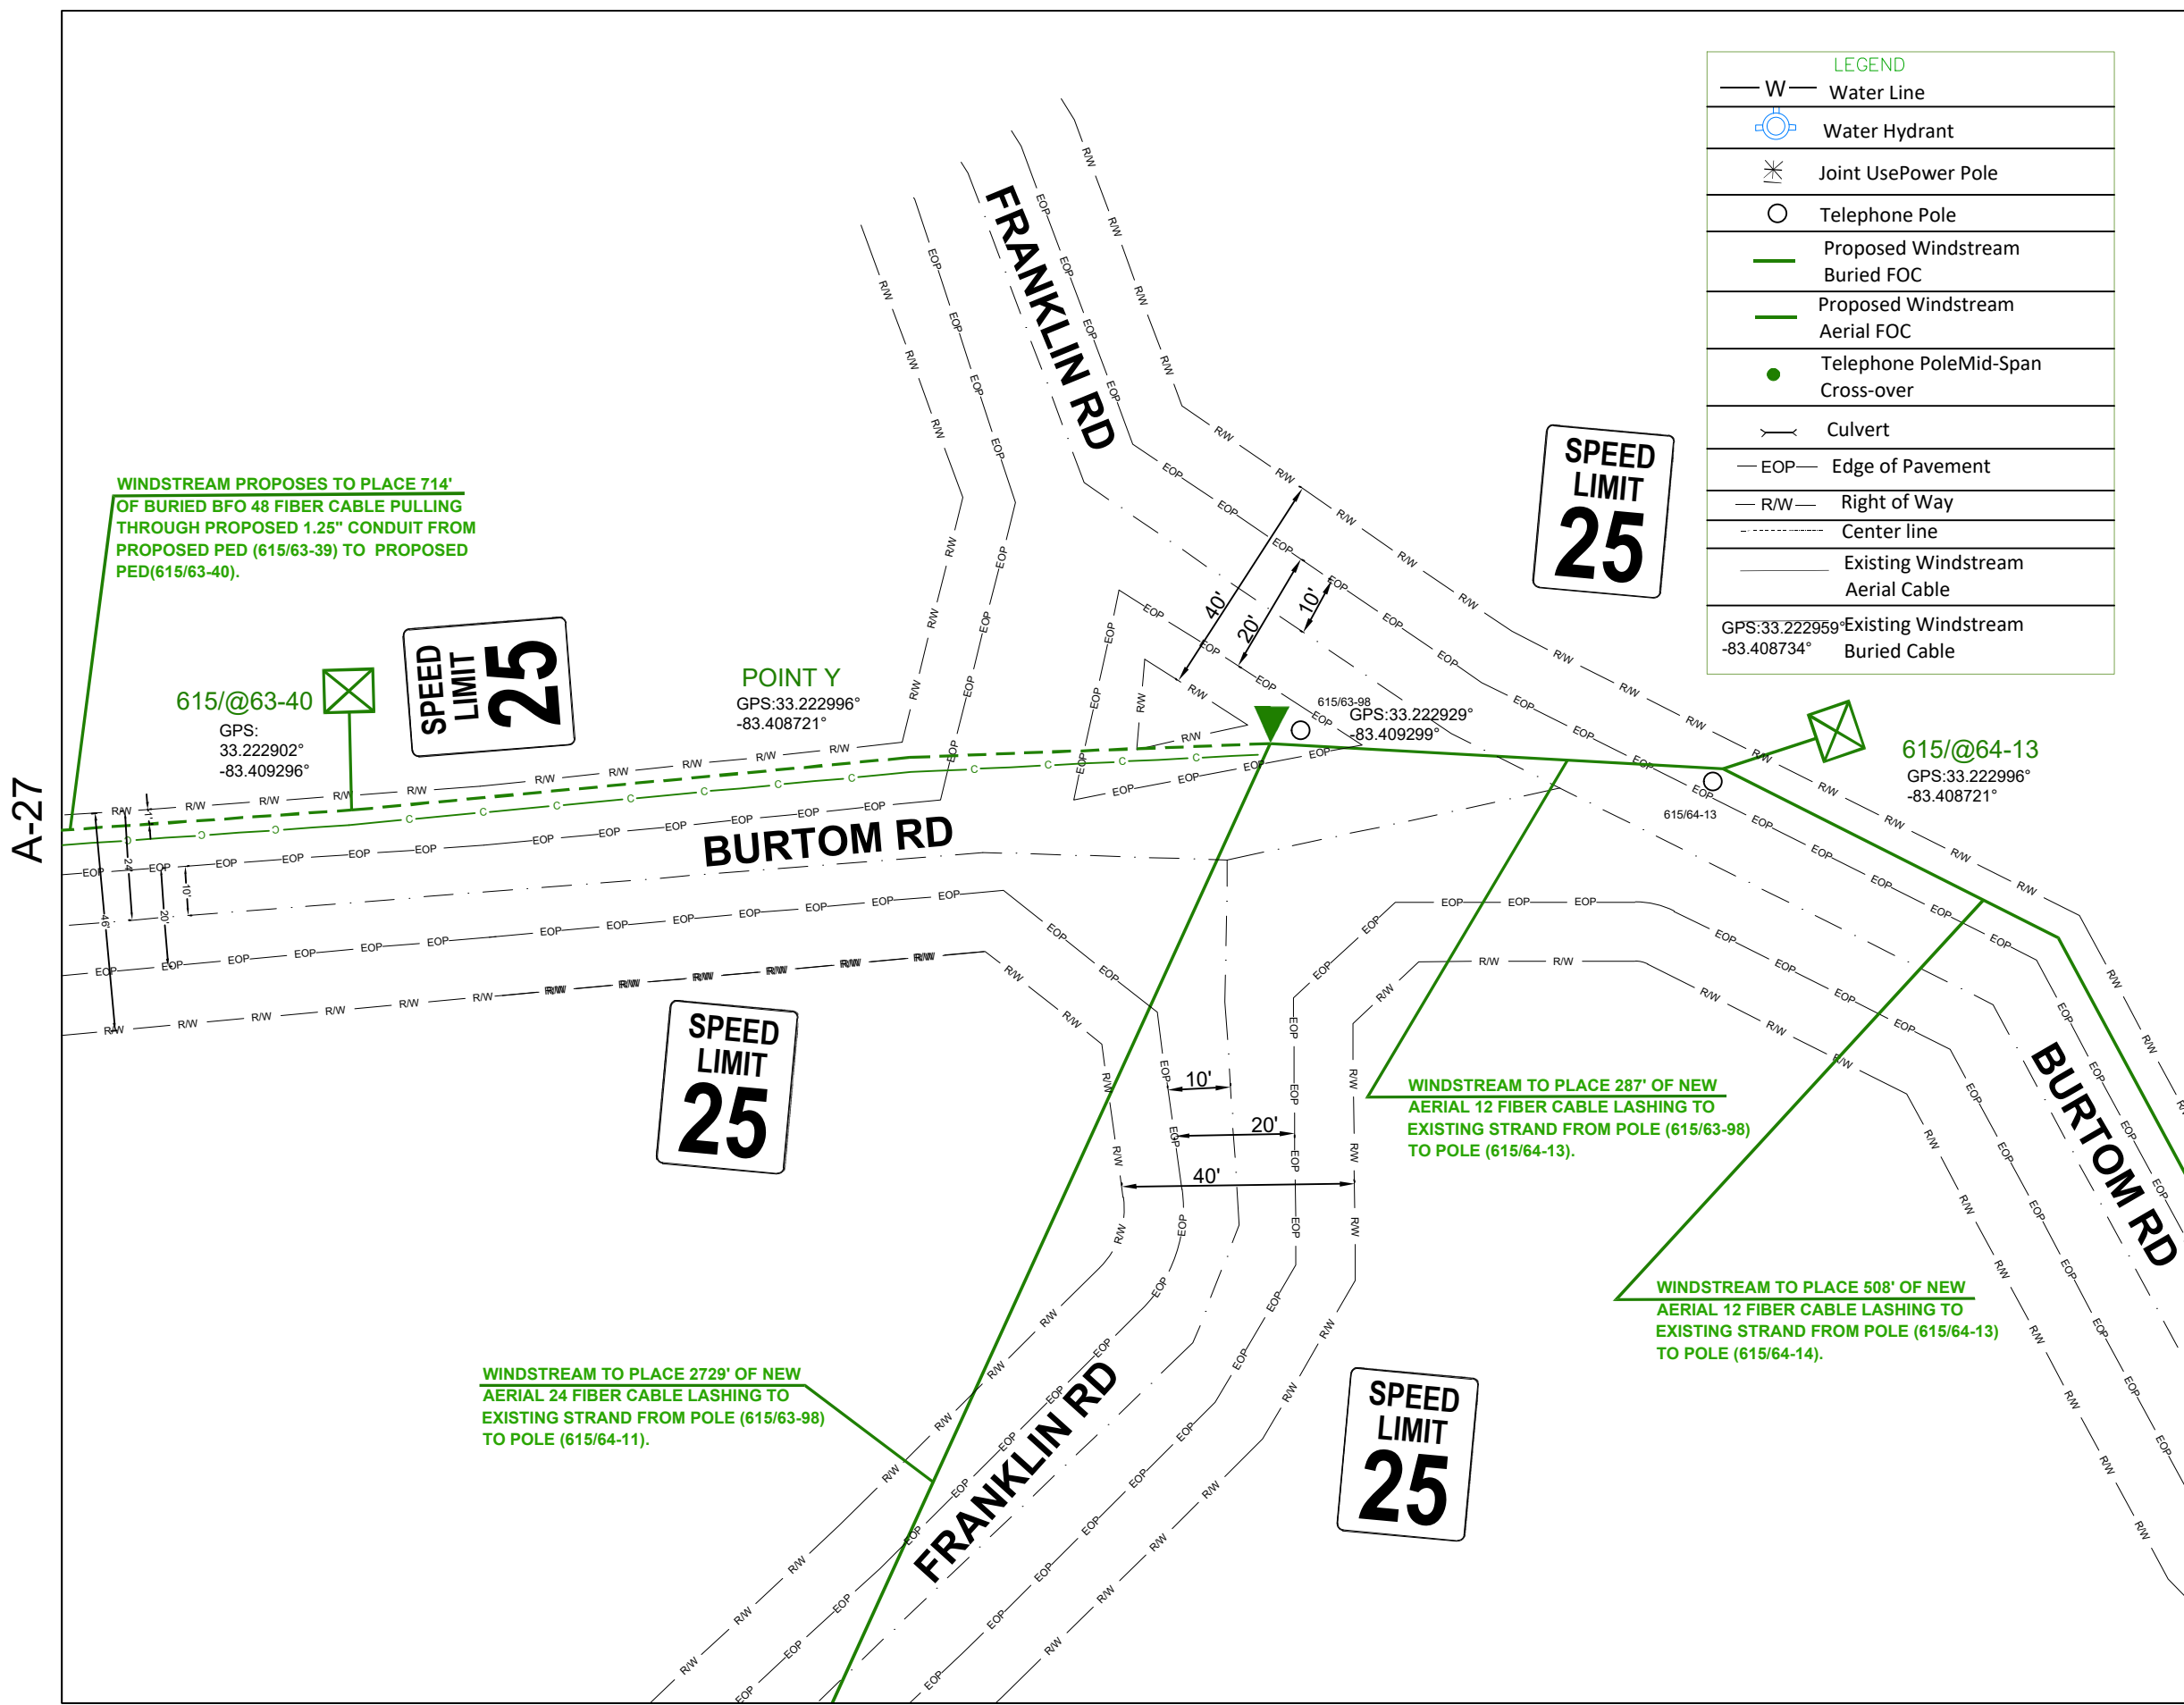 LEGEND
W Water Line
Water Hydrant
Joint UsePower Pole
Telephone Pole
Proposed Windstream
Buried FOC
Proposed Windstream
Aerial FOC
Telephone PoleMid-Span
Cross-over
Culvert
EOP Edge of Pavement
R/W Right of Way
Center line
Existing Windstream
Aerial Cable
GPS:33.222959° Existing Windstream
-83.408734° Buried Cable
FRANKLIN RD
SPEED
LIMIT
25
WINDSTREAM PROPOSES TO PLACE 714'
OF BURIED BFO 48 FIBER CABLE PULLING
THROUGH PROPOSED 1.25" CONDUIT FROM
PROPOSED PED (615/63-39) TO PROPOSED
PED(615/63-40).
40'
20'
10'
615/@63-40
GPS:
33.222902°
-83.409296°
SPEED
LIMIT
25
POINT Y
GPS:33.222996°
-83.408721°
615/63-98
GPS:33.222929°
-83.409299°
615/@64-13
GPS:33.222996°
-83.408721°
615/64-13
A-27
11'
24'
46'
20'
10'
BURTOM RD
SPEED
LIMIT
25
10'
20'
40'
WINDSTREAM TO PLACE 287' OF NEW
AERIAL 12 FIBER CABLE LASHING TO
EXISTING STRAND FROM POLE (615/63-98)
TO POLE (615/64-13).
BURTOM RD
WINDSTREAM TO PLACE 508' OF NEW
AERIAL 12 FIBER CABLE LASHING TO
EXISTING STRAND FROM POLE (615/64-13)
TO POLE (615/64-14).
WINDSTREAM TO PLACE 2729' OF NEW
AERIAL 24 FIBER CABLE LASHING TO
EXISTING STRAND FROM POLE (615/63-98)
TO POLE (615/64-11).
FRANKLIN RD
SPEED
LIMIT
25
R/W
EOP
C